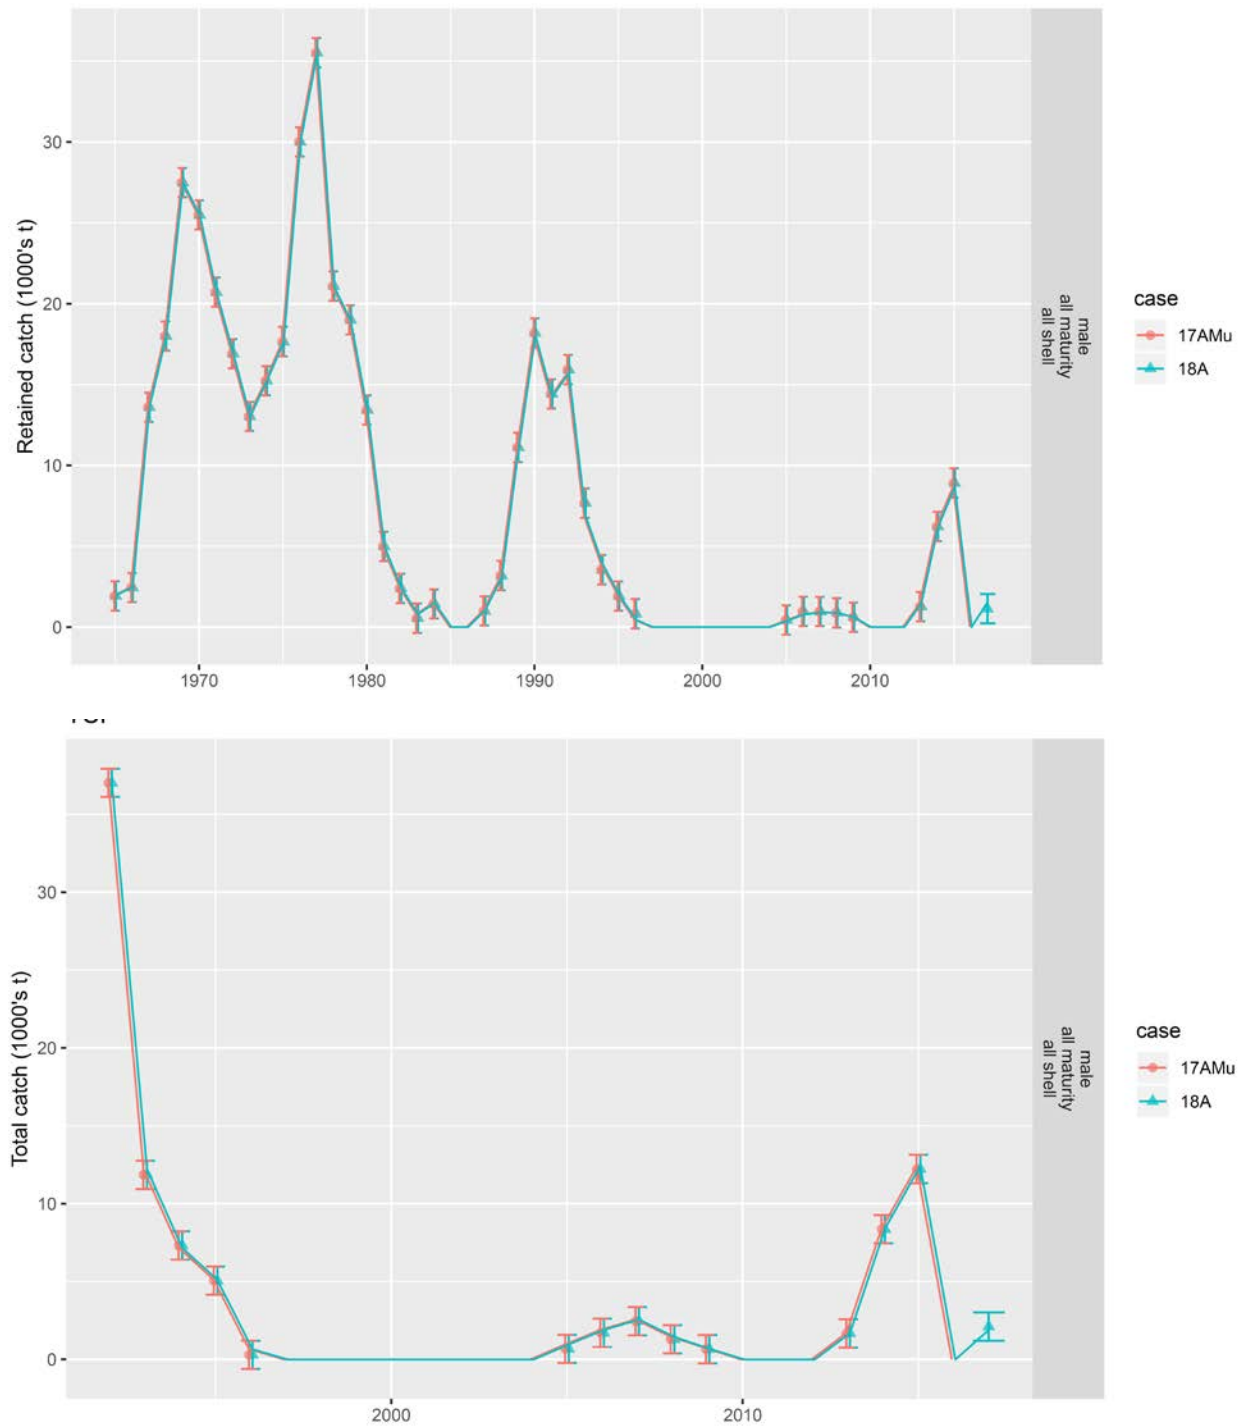 30
20
10
0
Retained catch (1000's t)
1970
1980
1990
2000
2010
male
all maturity
all shell
case
17AMu
18A
30
20
10
0
Total catch (1000's t)
2000
2010
male
all maturity
all shell
case
17AMu
18A